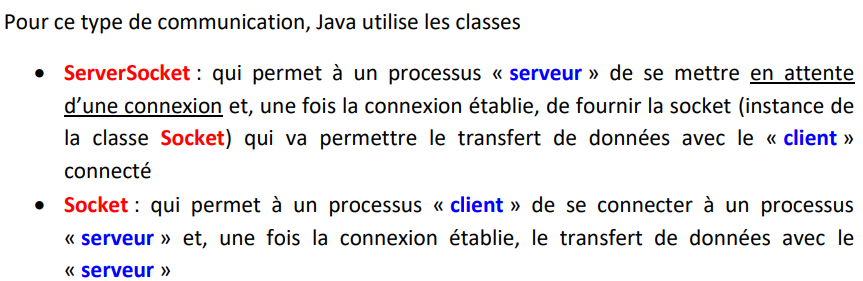 Pour ce type de communication, Java utilise les classes
• ServerSocket : qui permet à un processus « serveur » de se mettre en attente
d’une connexion et, une fois la connexion établie, de fournir la socket (instance de
la classe Socket) qui va permettre le transfert de données avec le « client »
connecté
• Socket : qui permet à un processus « client » de se connecter à un processus
« serveur » et, une fois la connexion établie, le transfert de données avec le
« serveur »